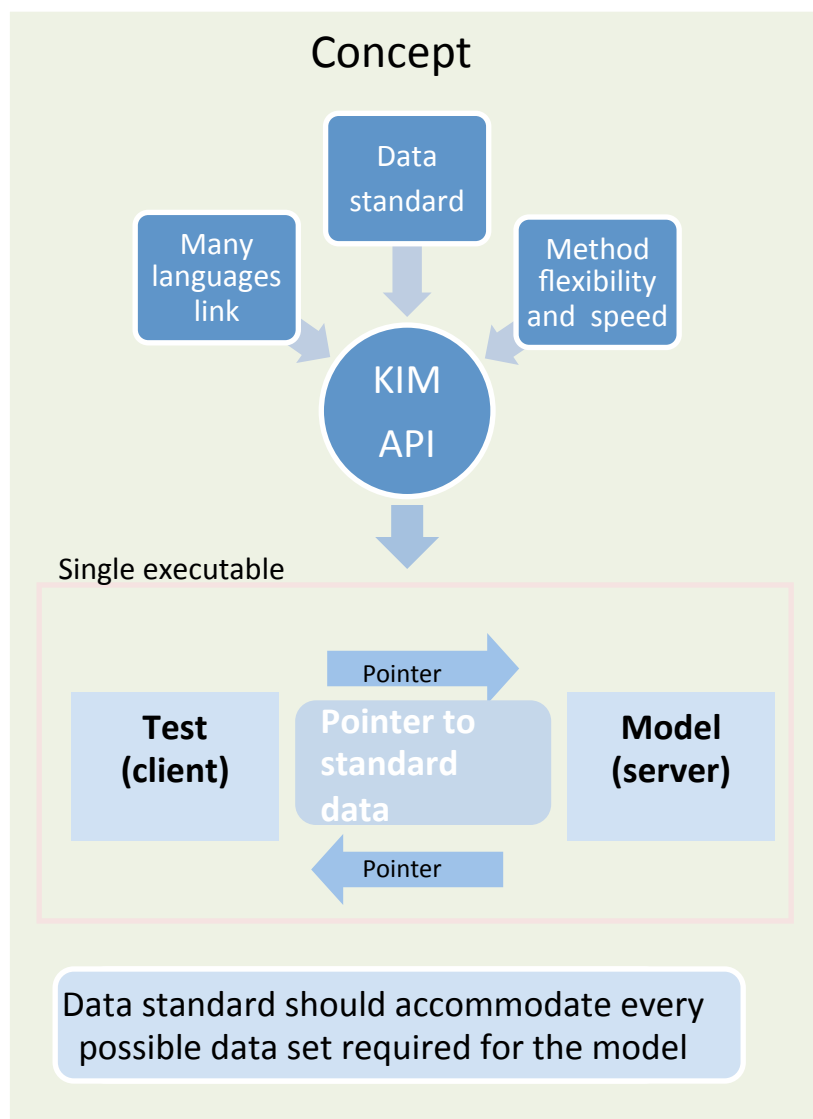 Concept
Data
standard
Many
languages
link
Method
flexibility
and speed
KIM
API
Single executable
Pointer
Test
(client)
Pointer to
standard
data
Model
(server)
Pointer
Data standard should accommodate every
possible data set required for the model